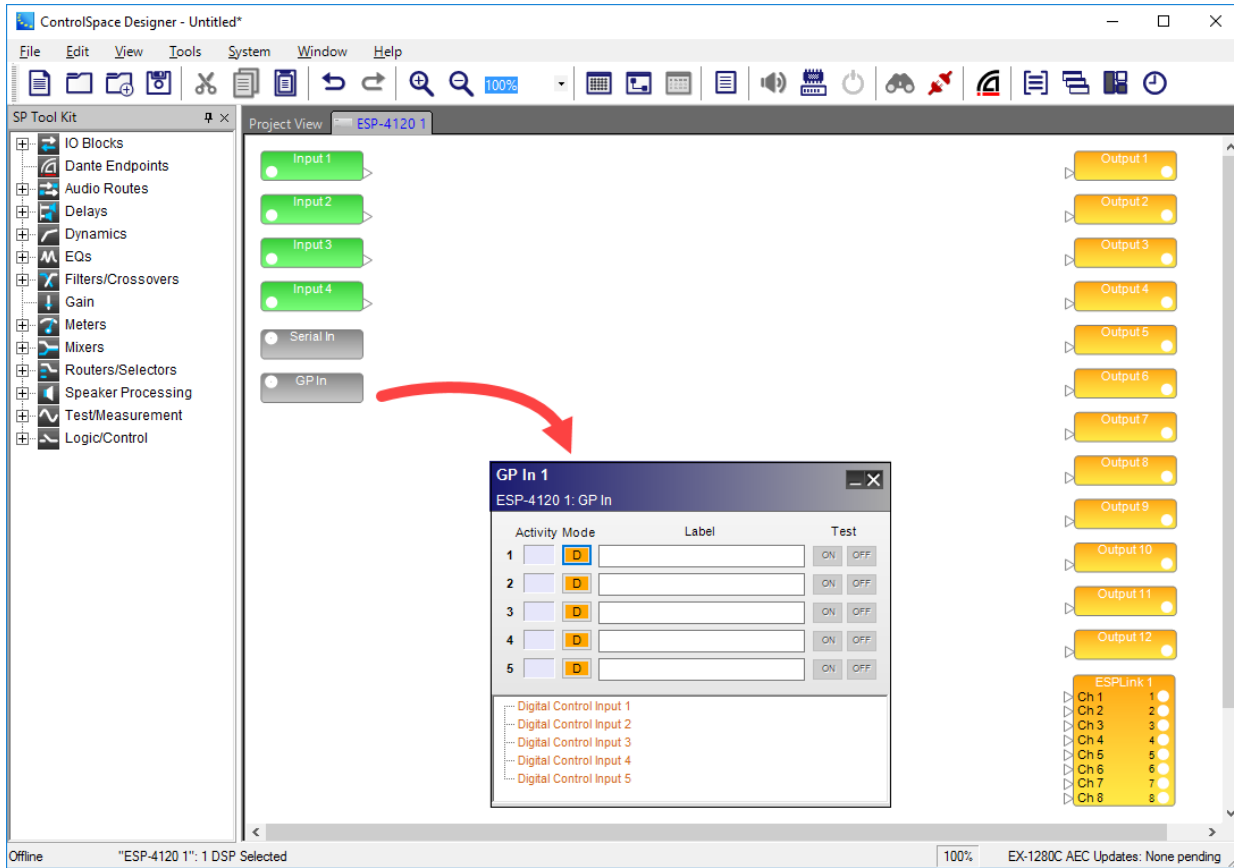 ControlSpace Designer - Untitled*
File Edit View Tools System Window Help
100%
SP Tool Kit
Project View
ESP-4120 1
IO Blocks
Dante Endpoints
Audio Routes
Delays
Dynamics
EQs
Filters/Crossovers
Gain
Meters
Mixers
Routers/Selectors
Speaker Processing
Test/Measurement
Logic/Control
Input 1
Input 2
Input 3
Input 4
Serial In
GP In
Output 1
Output 2
Output 3
Output 4
Output 5
Output 6
Output 7
Output 8
Output 9
Output 10
Output 11
Output 12
ESPLink 1
Ch 1 1
Ch 2 2
Ch 3 3
Ch 4 4
Ch 5 5
Ch 6 6
Ch 7 7
Ch 8 8
GP In 1
ESP-4120 1: GP In
Activity Mode Label Test
1 D ON OFF
2 D ON OFF
3 D ON OFF
4 D ON OFF
5 D ON OFF
Digital Control Input 1
Digital Control Input 2
Digital Control Input 3
Digital Control Input 4
Digital Control Input 5
Offline "ESP-4120 1": 1 DSP Selected 100% EX-1280C AEC Updates: None pending